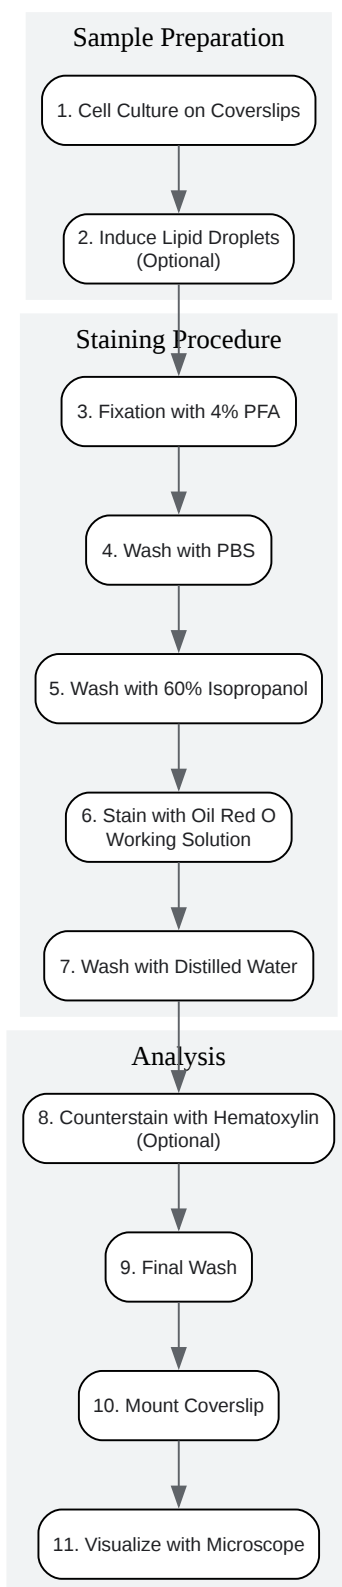 Sample Preparation
1. Cell Culture on Coverslips
2. Induce Lipid Droplets
(Optional)
Staining Procedure
3. Fixation with 4% PFA
4. Wash with PBS
5. Wash with 60% Isopropanol
6. Stain with Oil Red O
Working Solution
7. Wash with Distilled Water
Analysis
8. Counterstain with Hematoxylin
(Optional)
9. Final Wash
10. Mount Coverslip
11. Visualize with Microscope